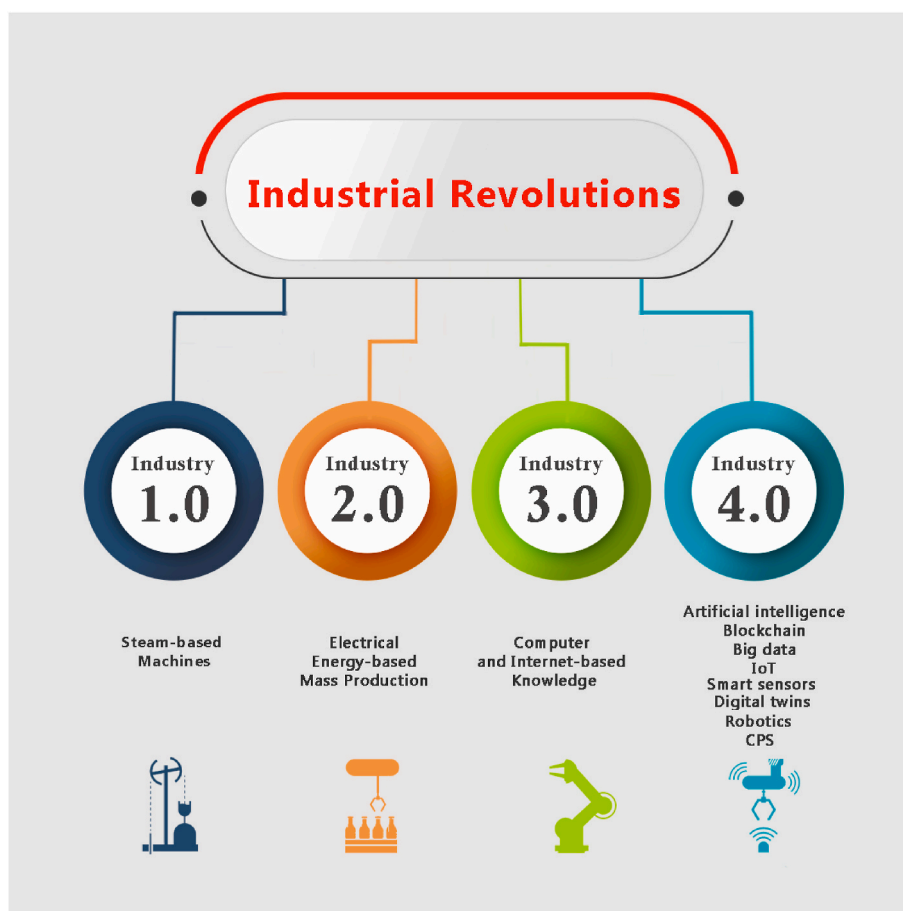 Industrial Revolutions
Industry
1.0
Industry
2.0
Industry
3.0
Industry
4.0
Steam-based
Machines
Electrical
Energy-based
Mass Production
Computer
and Internet-based
Knowledge
Artificial intelligence
Blockchain
Big data
IoT
Smart sensors
Digital twins
Robotics
CPS